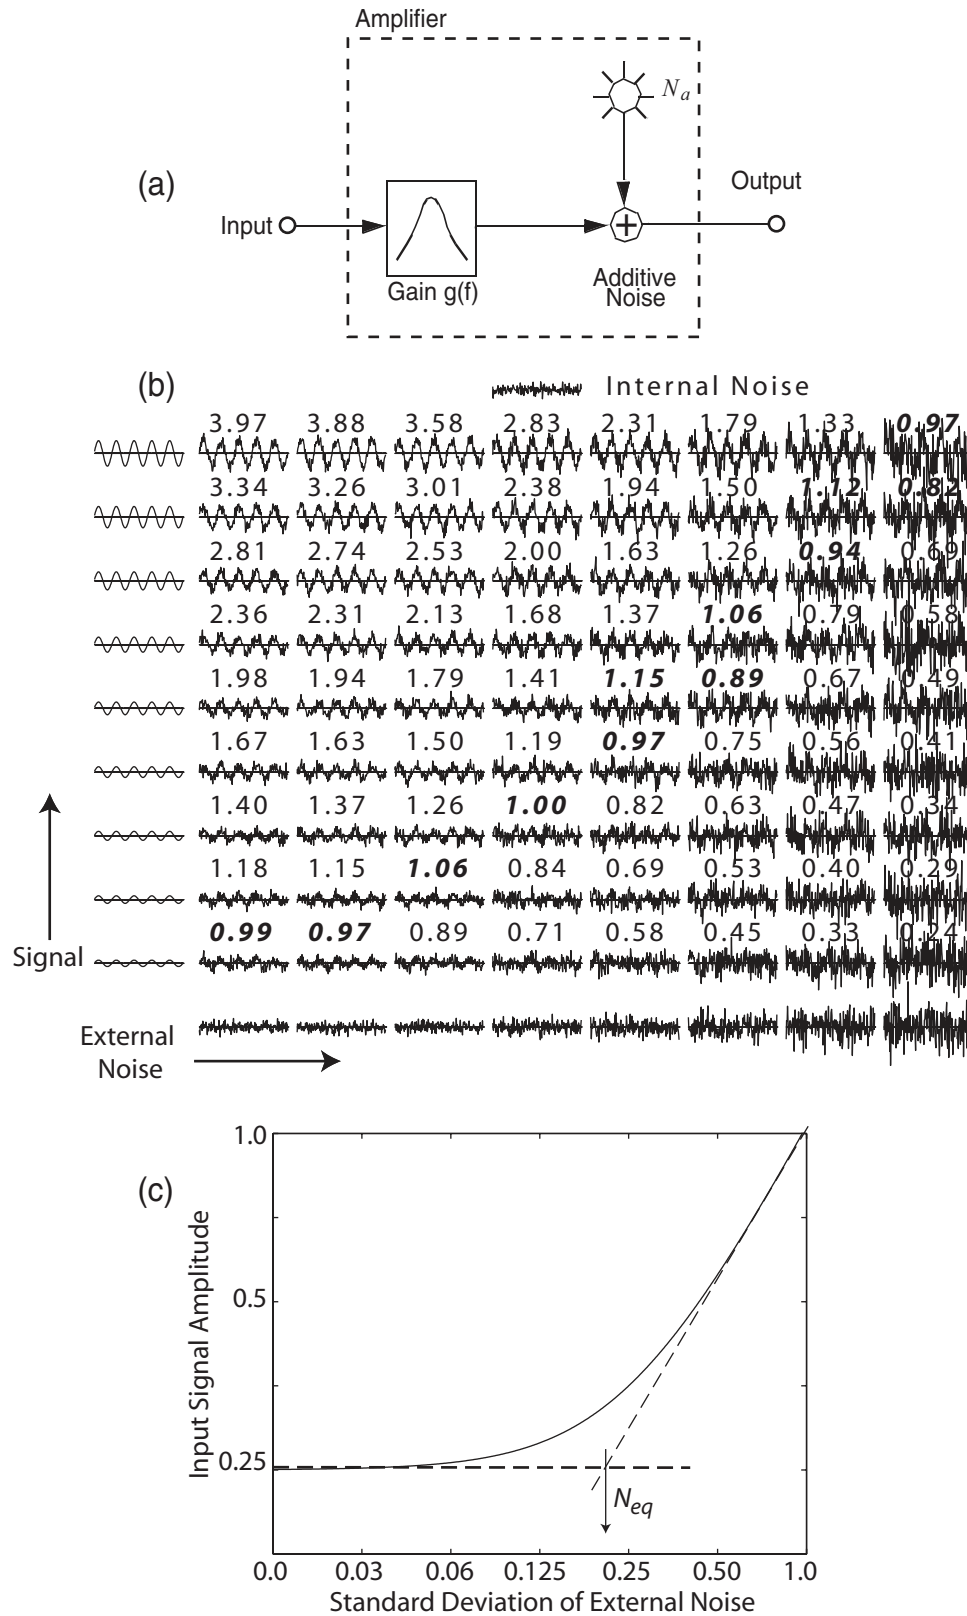 Amplifier
N_a
(a)
Output
Input
Additive
Noise
Gain g(f)
(b)
Internal Noise
3.97 3.88 3.58 2.83 2.31 1.79 1.33 0.97
3.34 3.26 3.01 2.38 1.94 1.50 1.12 0.82
2.81 2.74 2.53 2.00 1.63 1.26 0.94 0.69
2.36 2.31 2.13 1.68 1.37 1.06 0.79 0.58
1.98 1.94 1.79 1.41 1.15 0.89 0.67 0.49
1.67 1.63 1.50 1.19 0.97 0.75 0.56 0.41
1.40 1.37 1.26 1.00 0.82 0.63 0.47 0.34
1.18 1.15 1.06 0.84 0.69 0.53 0.40 0.29
0.99 0.97 0.89 0.71 0.58 0.45 0.33 0.24
Signal
External
Noise
(c)
Input Signal Amplitude
1.0
0.5
0.25
N_eq
0.0 0.03 0.06 0.125 0.25 0.50 1.0
Standard Deviation of External Noise